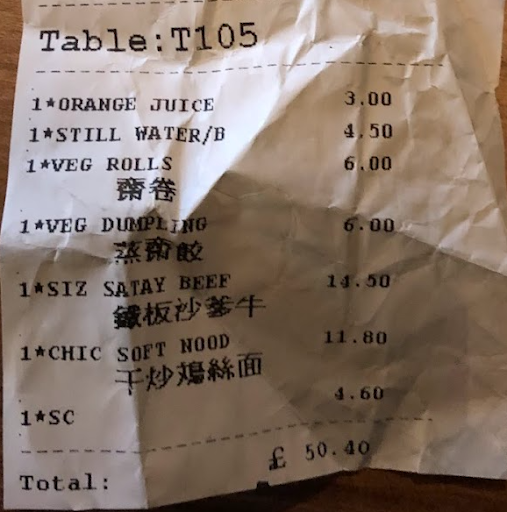 Table:T105
1*ORANGE JUICE 3.00
1*STILL WATER/B 4.50
1*VEG ROLLS 6.00
齋卷
1*VEG DUMPLING 6.00
蒸齋餃
1*SIZ SATAY BEEF 14.50
鐵板沙爹牛
1*CHIC SOFT NOOD 11.80
干炒鳮絲面
1*SC 4.60
Total: £ 50.40